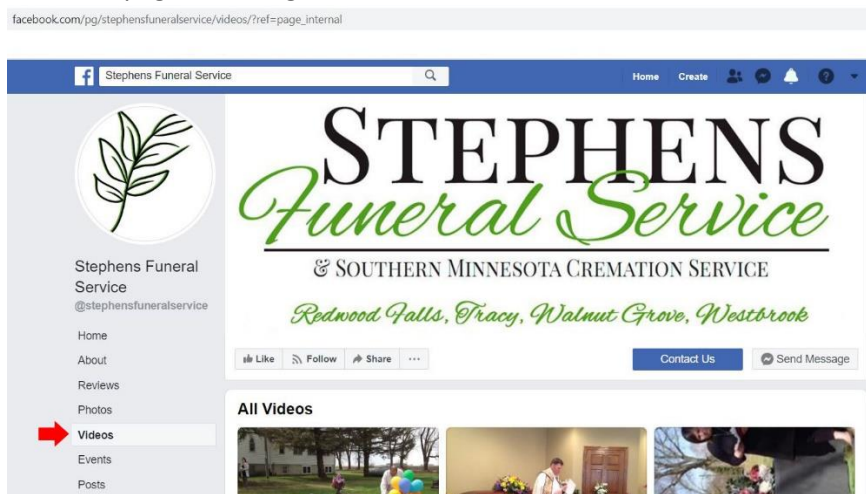 facebook.com/pg/stephensfuneralservice/videos/?ref=page_internal
Stephens Funeral Service
Home
Create
STEPHENS
Funeral Service
& SOUTHERN MINNESOTA CREMATION SERVICE
Redwood Falls, Tracy, Walnut Grove, Westbrook
Stephens Funeral
Service
@stephensfuneralservice
Home
About
Reviews
Photos
Videos
Events
Posts
Like
Follow
Share
Contact Us
Send Message
All Videos